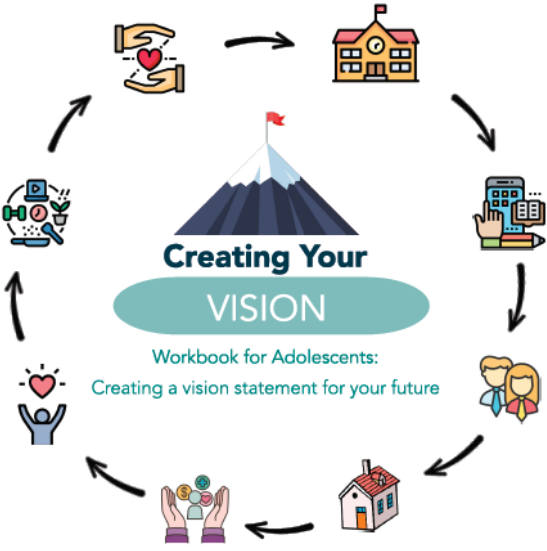 Creating Your
VISION
Workbook for Adolescents:
Creating a vision statement for your future